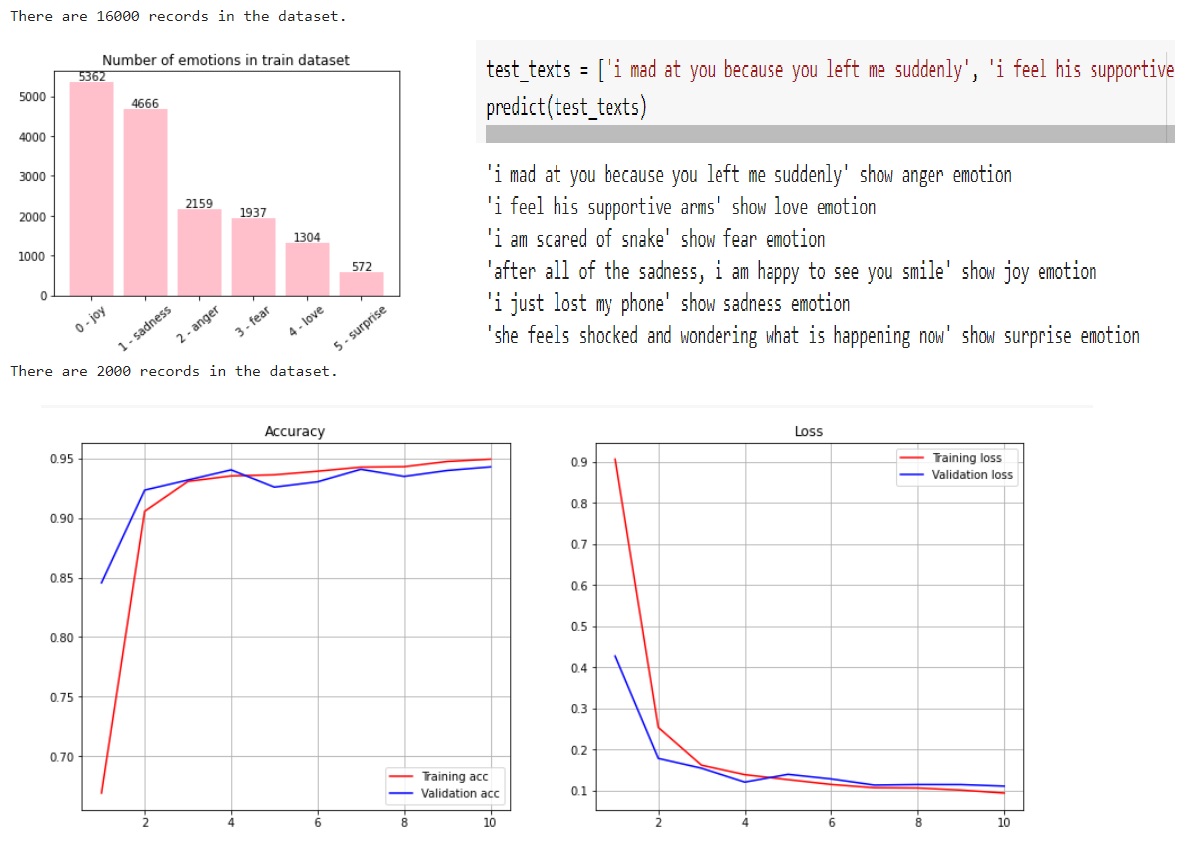 There are 16000 records in the dataset.
Number of emotions in train dataset
5362
4666
2159
1937
1304
572
5000
4000
3000
2000
1000
0
0 - joy
1 - sadness
2 - anger
3 - fear
4 - love
5 - surprise
test_texts = ['i mad at you because you left me suddenly', 'i feel his supportive
predict(test_texts)
'i mad at you because you left me suddenly' show anger emotion
'i feel his supportive arms' show love emotion
'i am scared of snake' show fear emotion
'after all of the sadness, i am happy to see you smile' show joy emotion
'i just lost my phone' show sadness emotion
'she feels shocked and wondering what is happening now' show surprise emotion
There are 2000 records in the dataset.
Accuracy
0.95
0.90
0.85
0.80
0.75
0.70
Training acc
Validation acc
2 4 6 8 10
Loss
Training loss
Validation loss
0.9
0.8
0.7
0.6
0.5
0.4
0.3
0.2
0.1
2 4 6 8 10